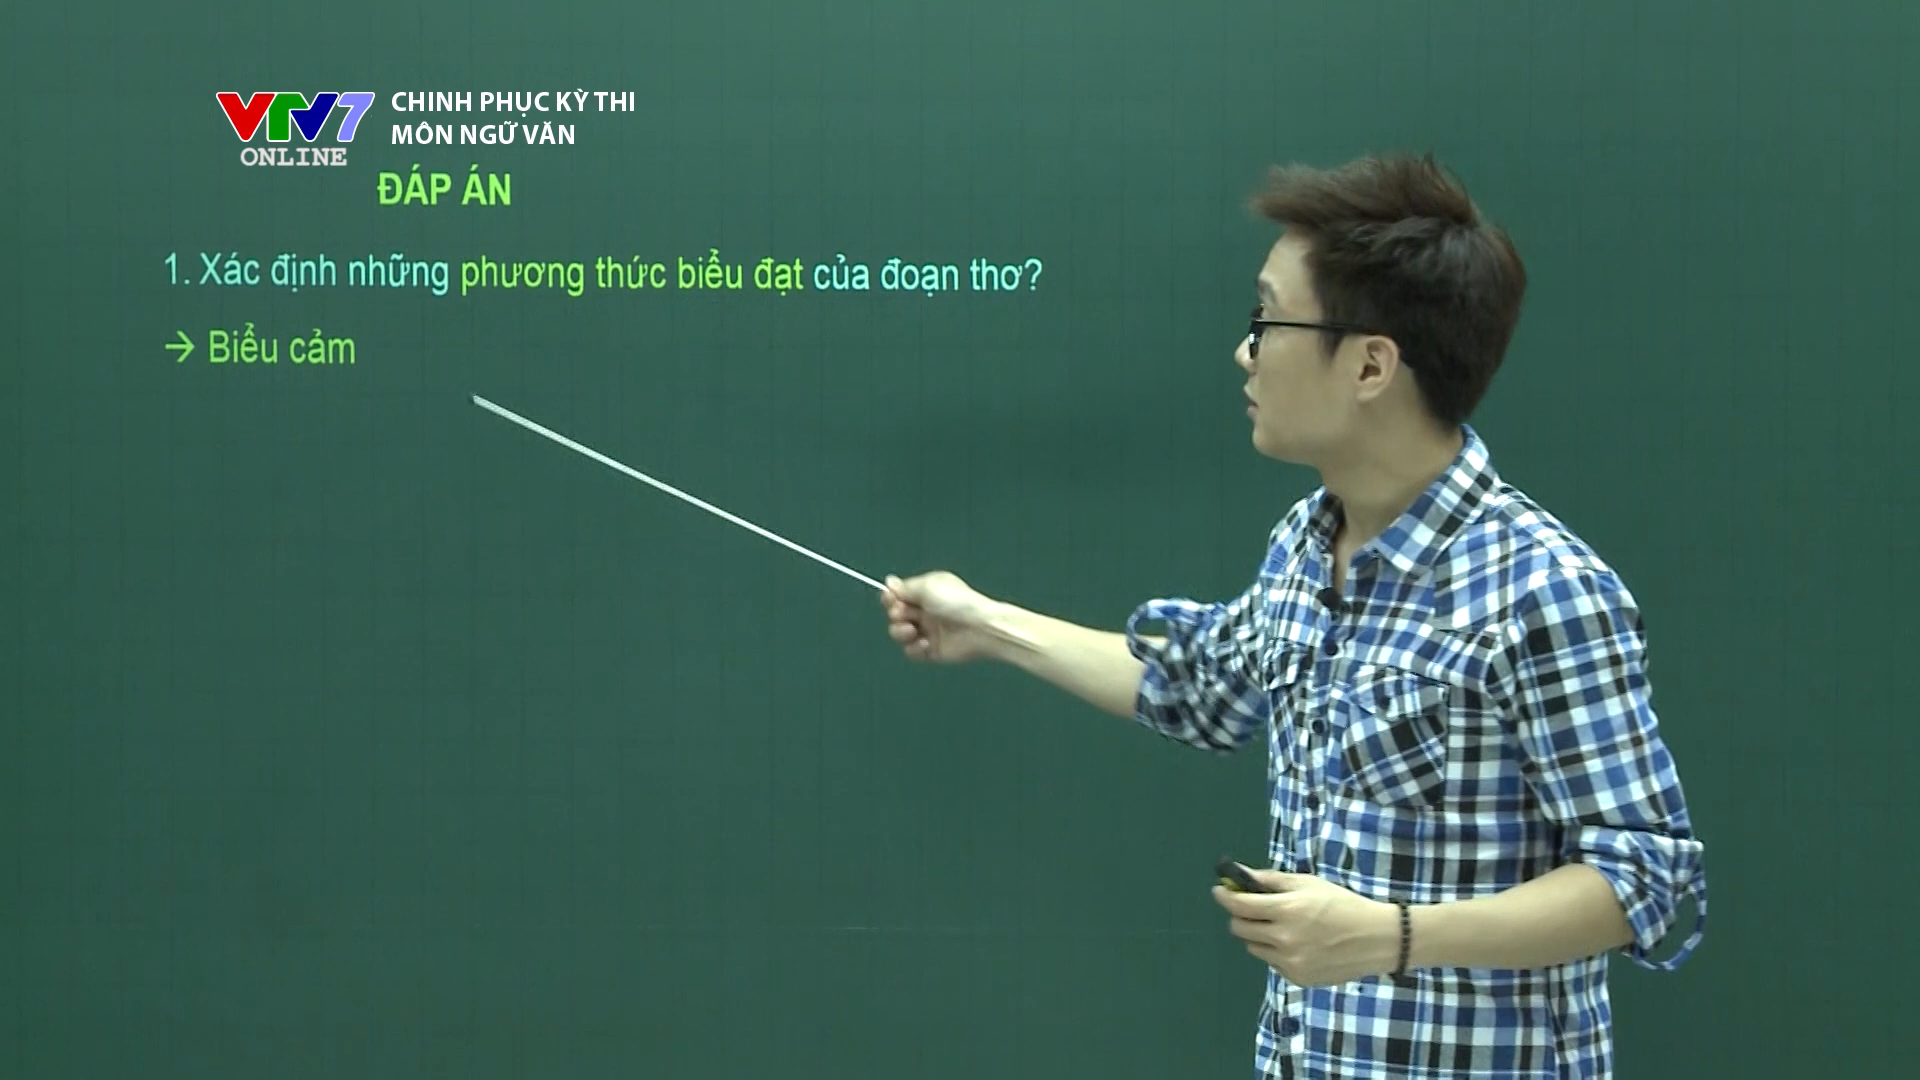 VTV7
ONLINE
CHINH PHỤC KỲ THI
MÔN NGỮ VĂN
ĐÁP ÁN
1. Xác định những phương thức biểu đạt của đoạn thơ?
→ Biểu cảm